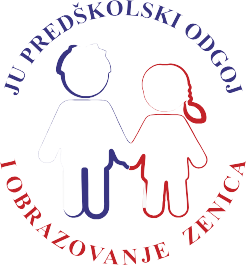 JU PREDŠKOLSKI ODGOJ
I OBRAZOVANJE ZENICA